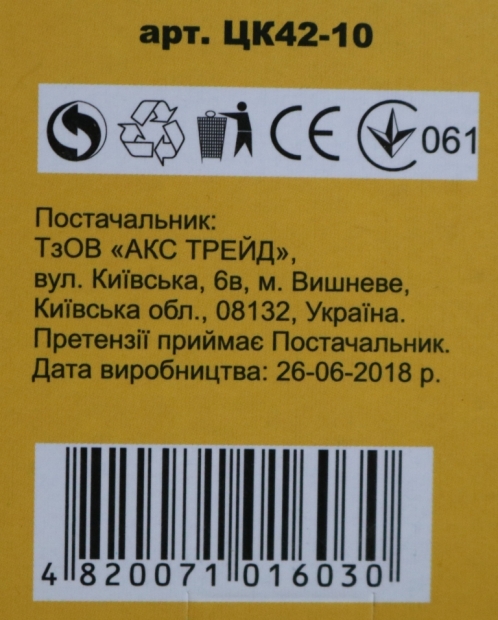 арт. ЦК42-10
CE 061
Постачальник:
ТзОВ «АКС ТРЕЙД»,
вул. Київська, 6в, м. Вишневе,
Київська обл., 08132, Україна.
Претензії приймає Постачальник.
Дата виробництва: 26-06-2018 р.
4 820071 016030